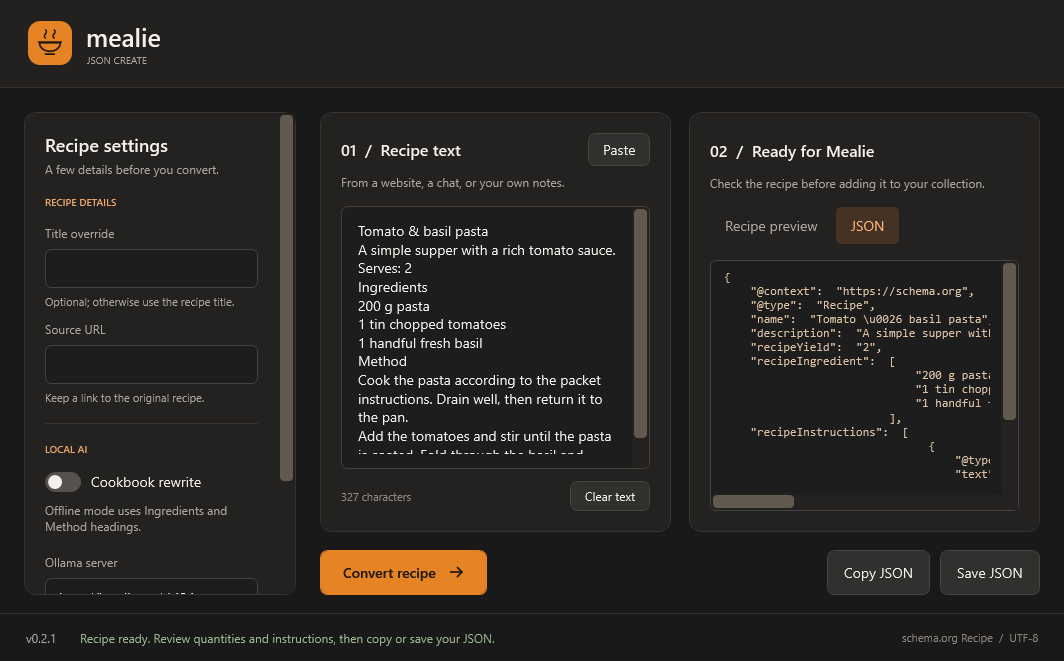 mealie
JSON CREATE
Recipe settings
A few details before you convert.
RECIPE DETAILS
Title override
Optional; otherwise use the recipe title.
Source URL
Keep a link to the original recipe.
LOCAL AI
Cookbook rewrite
Offline mode uses Ingredients and
Method headings.
Ollama server
01 / Recipe text
Paste
From a website, a chat, or your own notes.
Tomato & basil pasta
A simple supper with a rich tomato sauce.
Serves: 2
Ingredients
200 g pasta
1 tin chopped tomatoes
1 handful fresh basil
Method
Cook the pasta according to the packet
instructions. Drain well, then return it to
the pan.
Add the tomatoes and stir until the pasta
is coated. Fold through the basil and
327 characters
Clear text
Convert recipe
02 / Ready for Mealie
Check the recipe before adding it to your collection.
Recipe preview
JSON
{
"@context": "https://schema.org",
"@type": "Recipe",
"name": "Tomato \u0026 basil pasta",
"description": "A simple supper wit
"recipeYield": "2",
"recipeIngredient": [
"200 g pasta
"1 tin chop
"1 handful
],
"recipeInstructions": [
{
"@type
"text"
Copy JSON
Save JSON
v0.2.1
Recipe ready. Review quantities and instructions, then copy or save your JSON.
schema.org Recipe / UTF-8